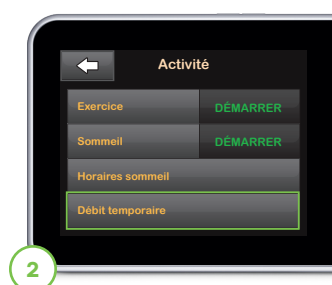 Activité
Exercice DÉMARRER
Sommeil DÉMARRER
Horaires sommeil
Débit temporaire
2